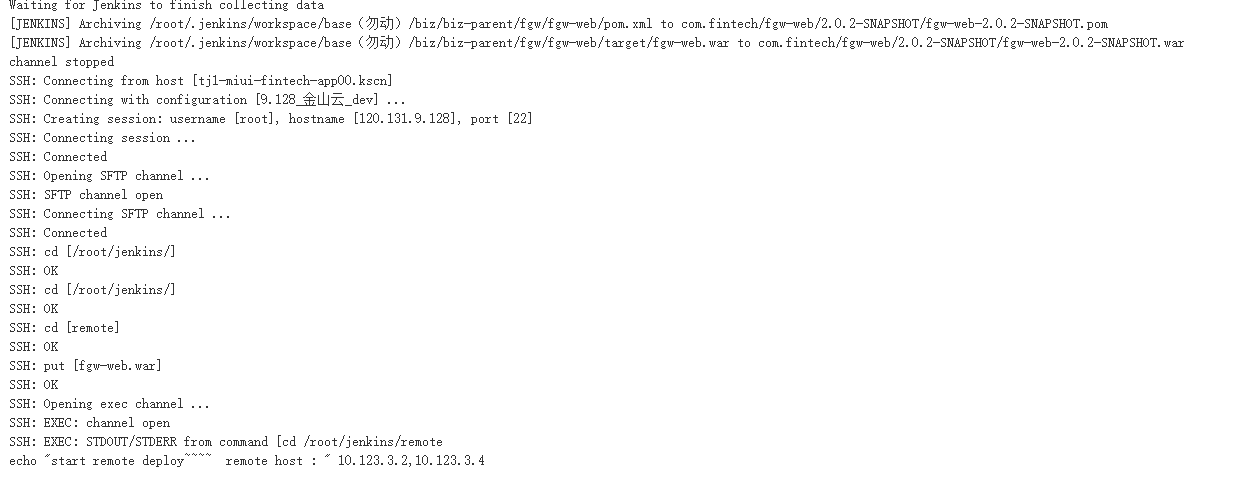 Waiting for Jenkins to finish collecting data
[JENKINS] Archiving /root/.jenkins/workspace/base（勿动）/biz/biz-parent/fgw/fgw-web/pom.xml to com.fintech/fgw-web/2.0.2-SNAPSHOT/fgw-web-2.0.2-SNAPSHOT.pom
[JENKINS] Archiving /root/.jenkins/workspace/base（勿动）/biz/biz-parent/fgw/fgw-web/target/fgw-web.war to com.fintech/fgw-web/2.0.2-SNAPSHOT/fgw-web-2.0.2-SNAPSHOT.war
channel stopped
SSH: Connecting from host [tj1-miui-fintech-app00.kscn]
SSH: Connecting with configuration [9.128_金山云_dev] ...
SSH: Creating session: username [root], hostname [120.131.9.128], port [22]
SSH: Connecting session ...
SSH: Connected
SSH: Opening SFTP channel ...
SSH: SFTP channel open
SSH: Connecting SFTP channel ...
SSH: Connected
SSH: cd [/root/jenkins/]
SSH: OK
SSH: cd [/root/jenkins/]
SSH: OK
SSH: cd [remote]
SSH: OK
SSH: put [fgw-web.war]
SSH: OK
SSH: Opening exec channel ...
SSH: EXEC: channel open
SSH: EXEC: STDOUT/STDERR from command [cd /root/jenkins/remote
echo "start remote deploy~~~~  remote host : " 10.123.3.2,10.123.3.4